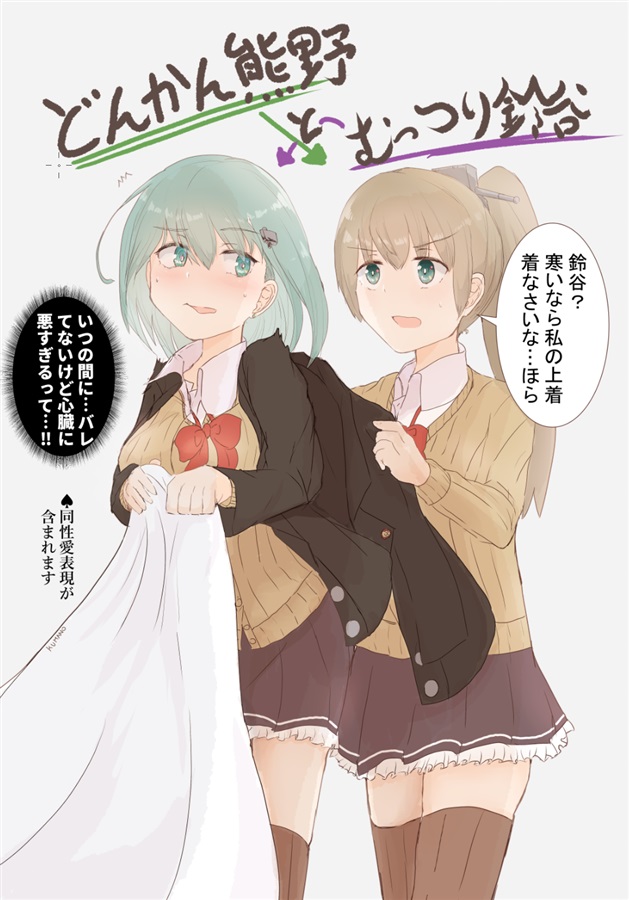 どんかん熊野
と
むっつり鈴谷
鈴谷?
寒いなら私の上着
着なさいな…ほら
いつの間に…バレ
てないけど心臓に
悪すぎるって…!!
♠同性愛表現が
含まれます
kurimo